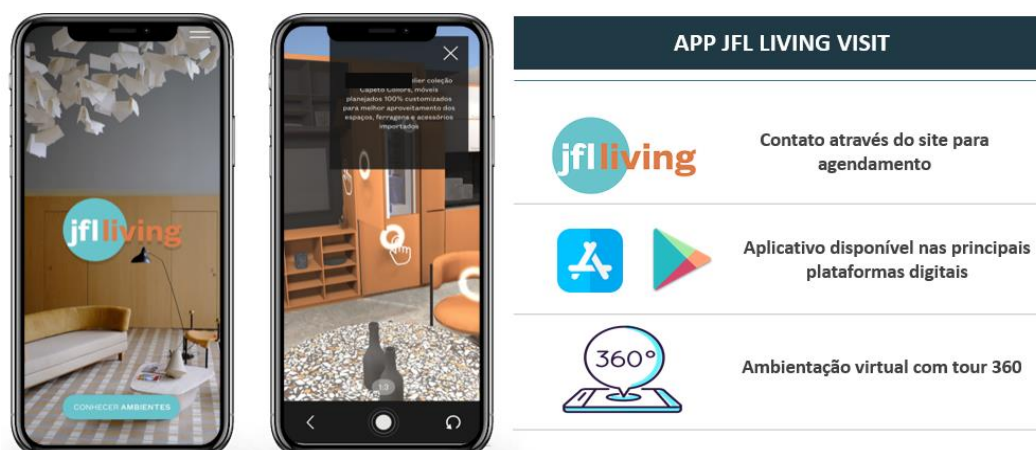 jfl living
CONHECER AMBIENTES
elier coleção
Capeto Collors, móveis
planejados 100% customizados
para melhor aproveitamento dos
espaços, ferragens e acessórios
importados
APP JFL LIVING VISIT
jfl living
Contato através do site para
agendamento
Aplicativo disponível nas principais
plataformas digitais
360°
Ambientação virtual com tour 360